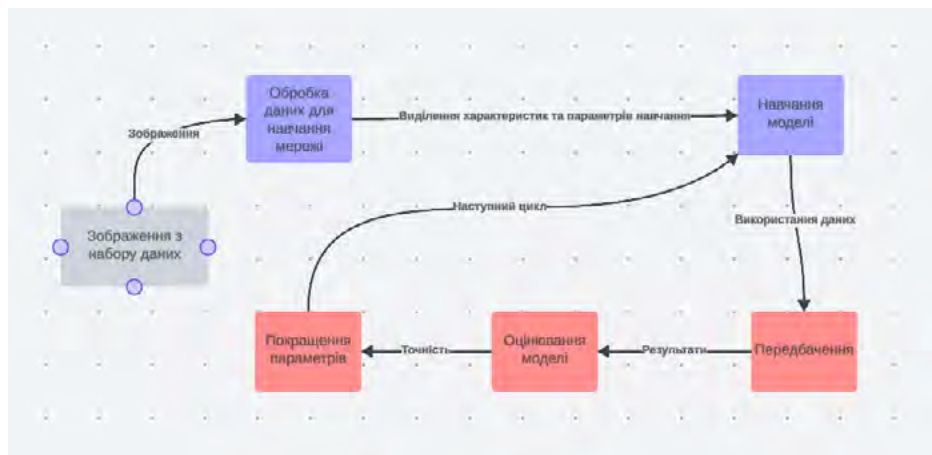 Обробка
даних для
навчання
мережі
Навчання
моделі
Виділення характеристик та параметрів навчання
Зображення
Наступний цикл
Використання даних
Зображення з
набору даних
Покращення
параметрів
Точність
Оцінювання
моделі
Результати
Передбачення